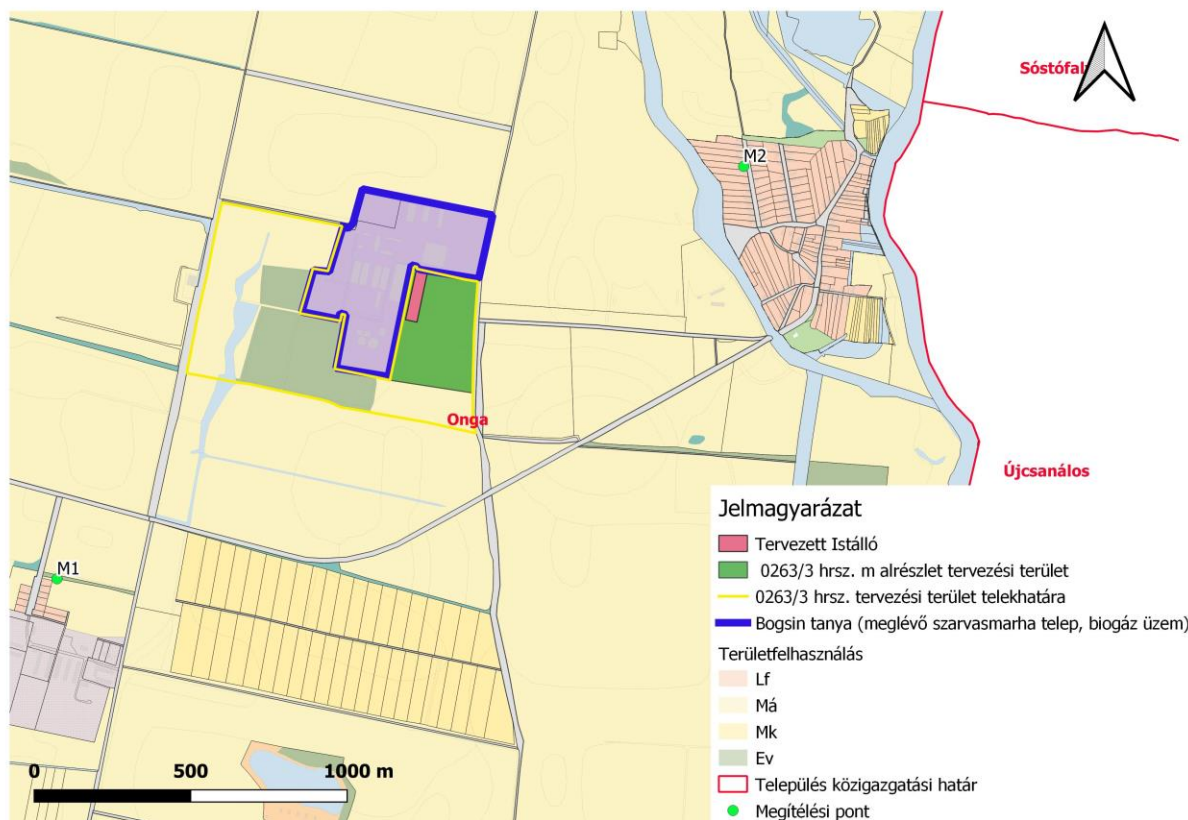 Sóstófal
M2
Onga
Újcsanálos
M1
Jelmagyarázat
Tervezett Istálló
0263/3 hrsz. m alrészlet tervezési terület
0263/3 hrsz. tervezési terület telekhatára
Bogsin tanya (meglévő szarvasmarha telep, biogáz üzem)
Területfelhasználás
Lf
Má
Mk
Ev
Település közigazgatási határ
Megítélési pont
0 500 1000 m